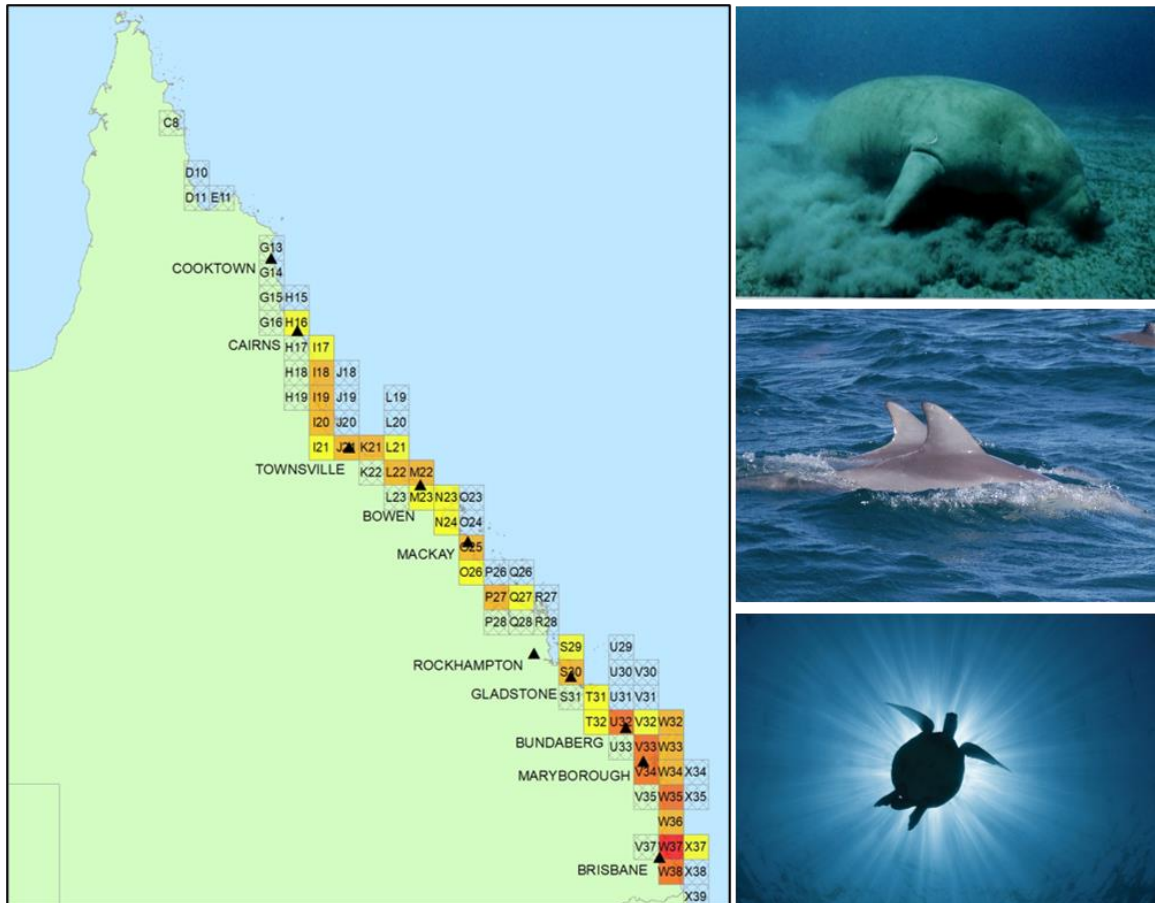 C8
D10
D11 E11
G13
COOKTOWN
G14
G15 H15
G16 H16
CAIRNS
H17 I17
H18 I18 J18
H19 I19 J19 L19
I20 J20 L20
I21 J21 K21 L21
TOWNSVILLE
K22 L22 M22
L23 M23 N23 O23
BOWEN
N24 O24
MACKAY
O25
O26 P26 Q26
P27 Q27 R27
P28 Q28 R28
S29 U29
ROCKHAMPTON
S30 U30 V30
GLADSTONE
S31 T31 U31 V31
T32 U32 V32 W32
BUNDABERG
U33 V33 W33
MARYBOROUGH
V34 W34 X34
V35 W35 X35
W36
V37 W37 X37
BRISBANE
W38 X38
X39